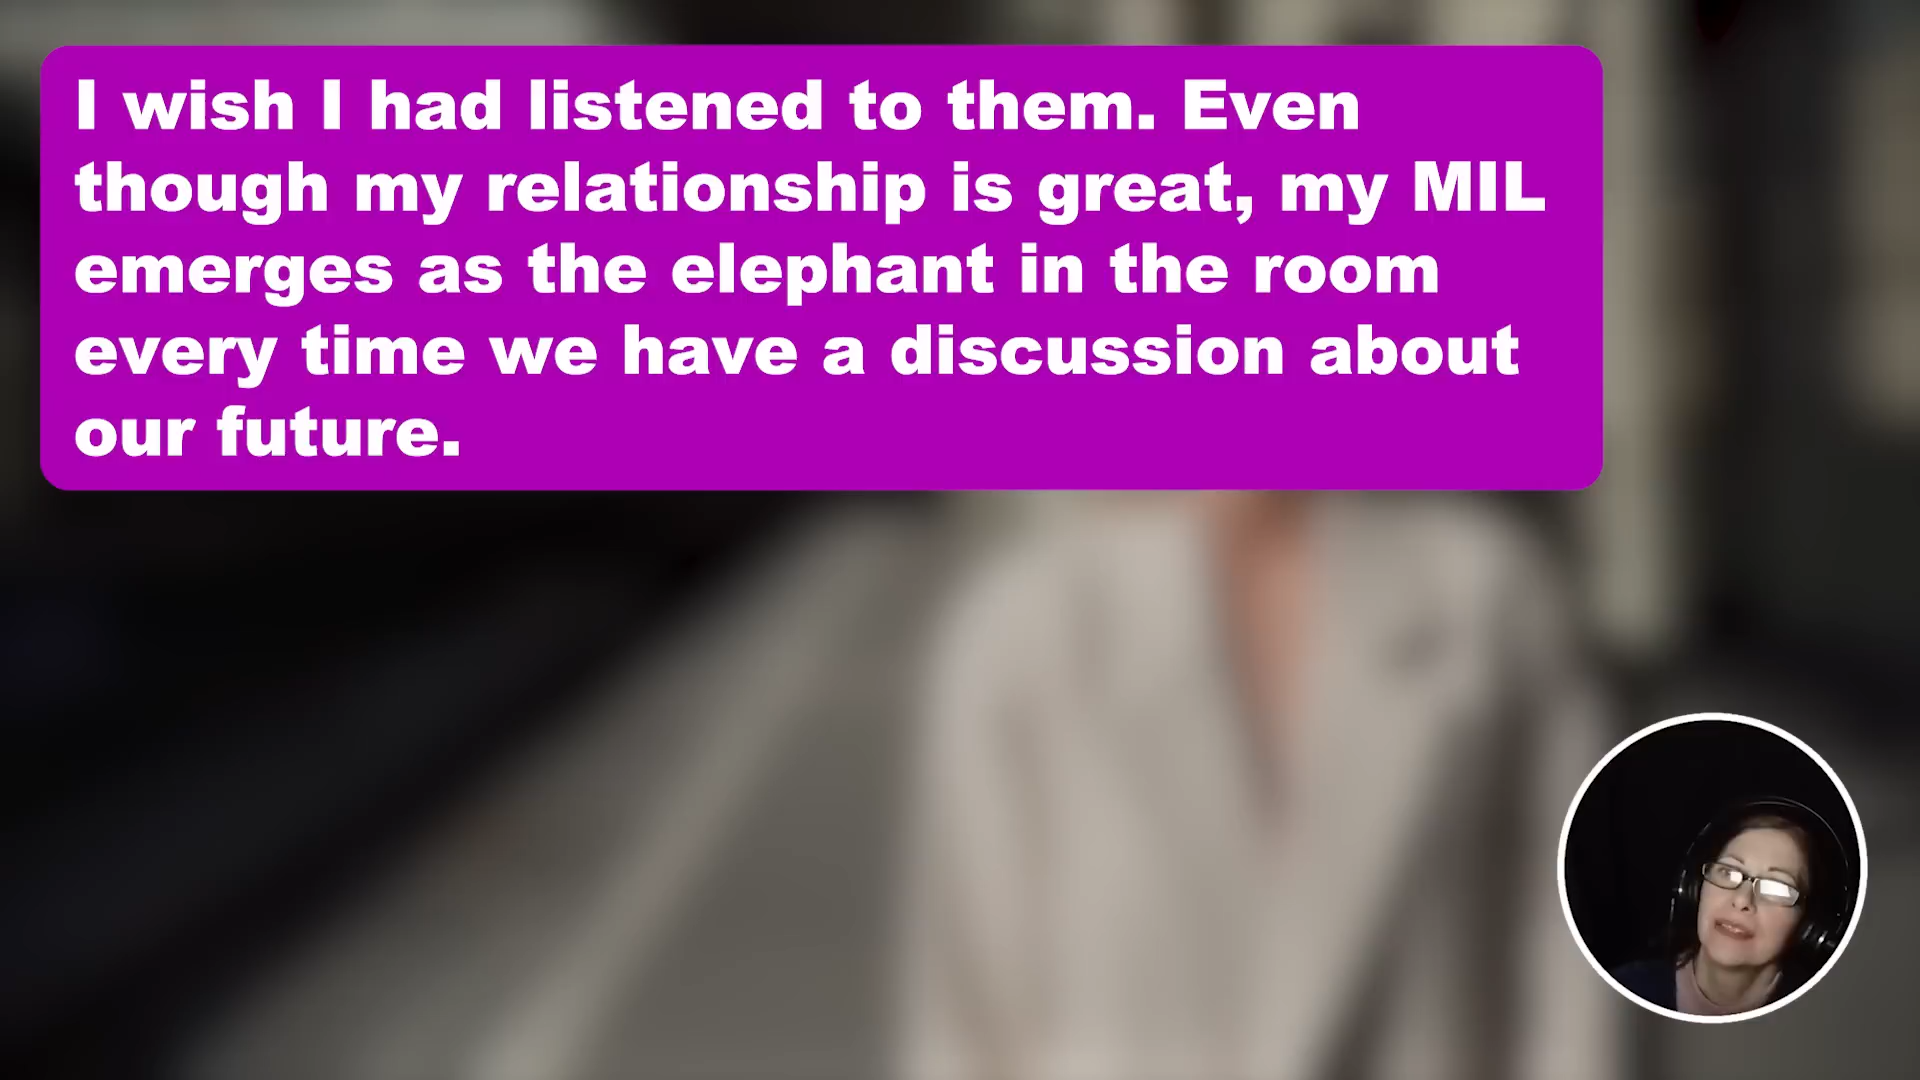 I wish I had listened to them. Even
though my relationship is great, my MIL
emerges as the elephant in the room
every time we have a discussion about
our future.